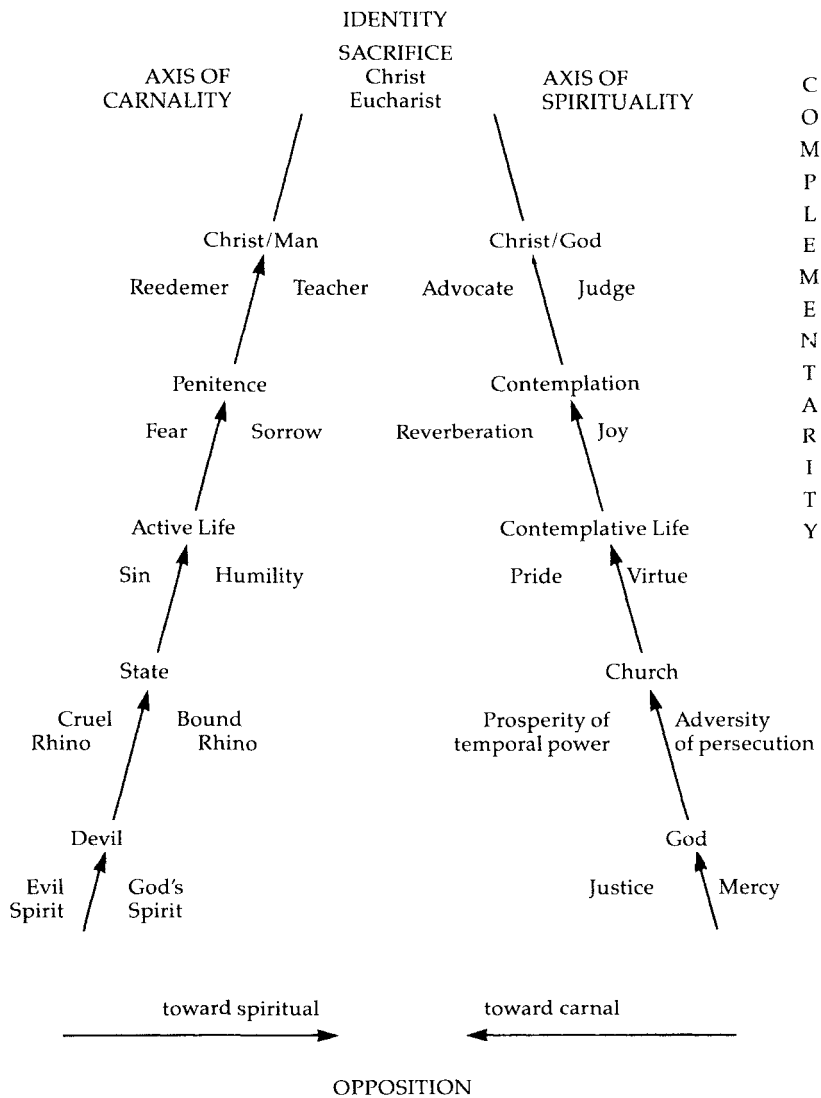 IDENTITY
SACRIFICE
AXIS OF CARNALITY
Christ
Eucharist
AXIS OF SPIRITUALITY
COMPLEMENTARITY
Christ/Man
Christ/God
Reedemer
Teacher
Advocate
Judge
Penitence
Contemplation
Fear
Sorrow
Reverberation
Joy
Active Life
Contemplative Life
Sin
Humility
Pride
Virtue
State
Church
Cruel
Rhino
Bound
Rhino
Prosperity of
temporal power
Adversity
of persecution
Devil
God
Evil
Spirit
God's
Spirit
Justice
Mercy
toward spiritual
toward carnal
OPPOSITION